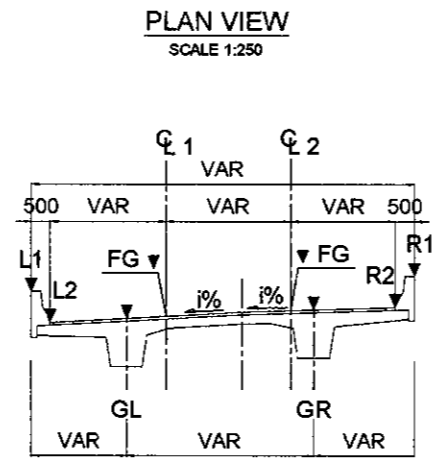 PLAN VIEW
SCALE 1:250
℄ 1 ℄ 2
VAR
500 VAR VAR VAR 500
L1 L2 FG i% i% FG R2 R1
GL GR
VAR VAR VAR